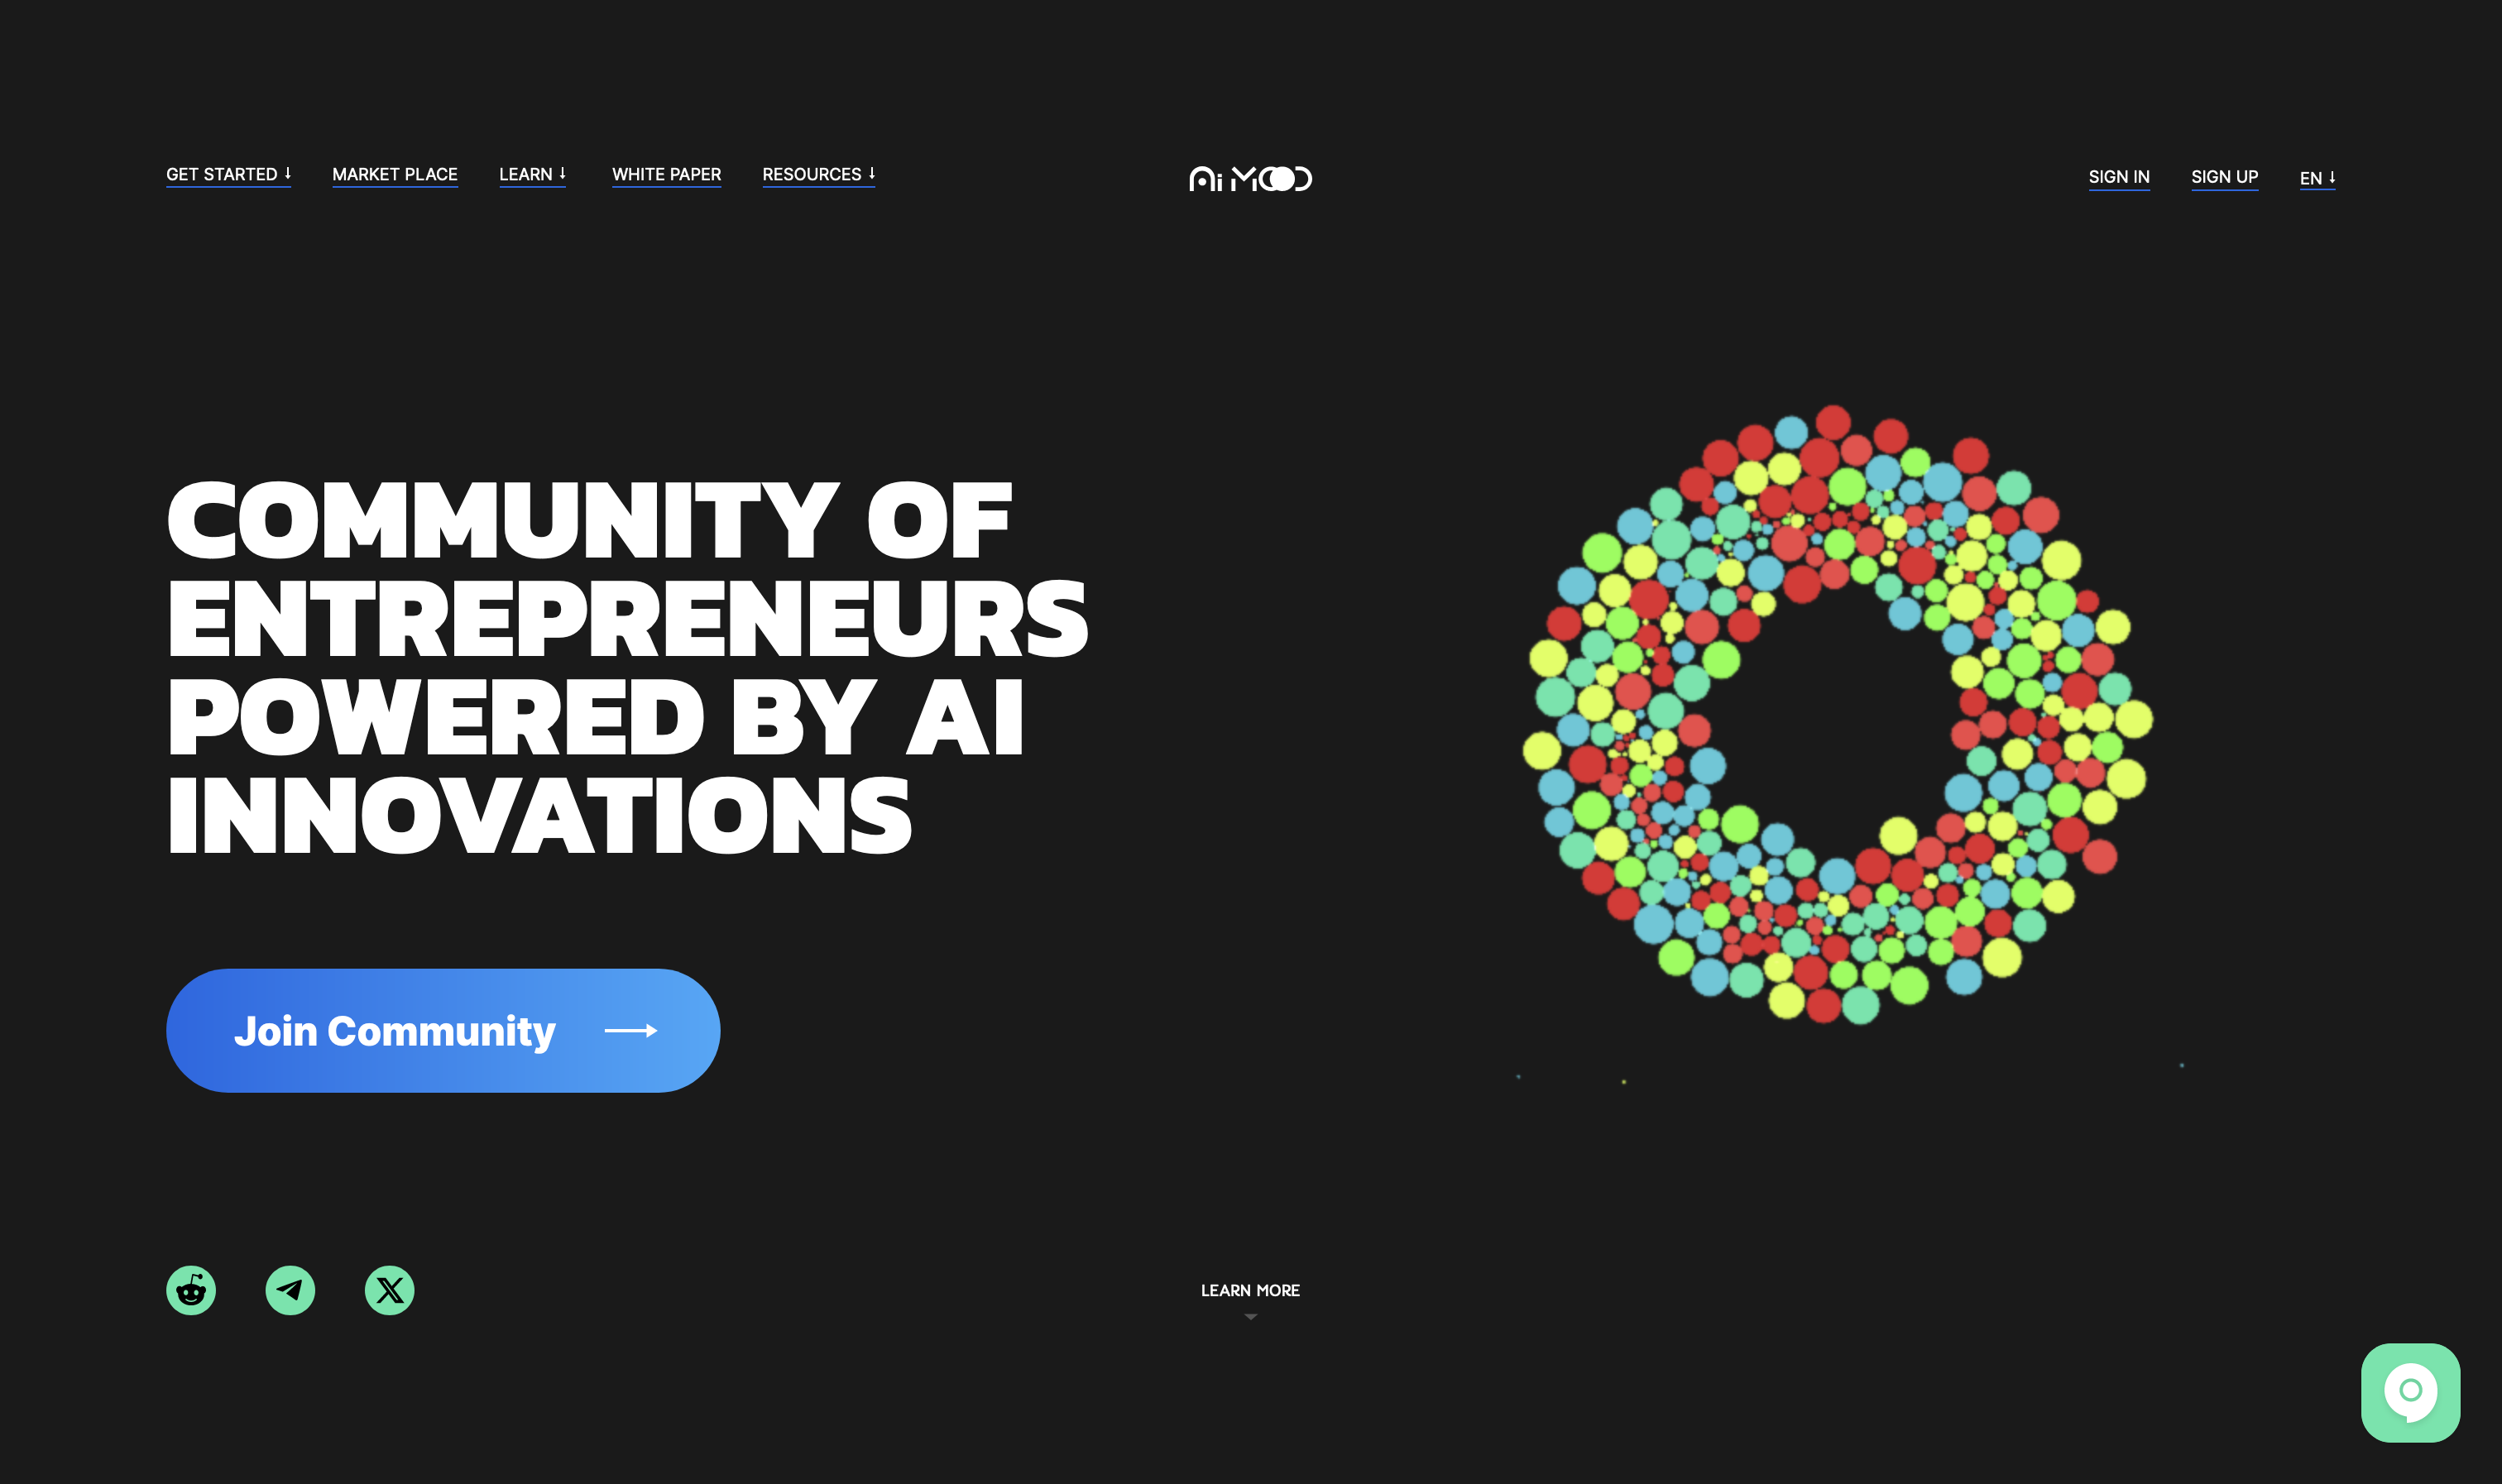 GET STARTED ↓ MARKET PLACE LEARN ↓ WHITE PAPER RESOURCES ↓
Ai MOOD
SIGN IN SIGN UP EN ↓
COMMUNITY OF
ENTREPRENEURS
POWERED BY AI
INNOVATIONS
Join Community →
LEARN MORE